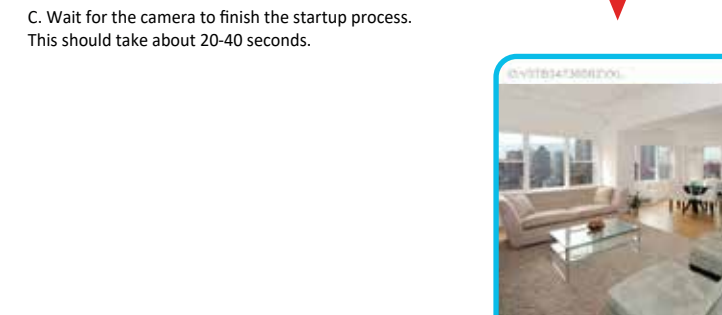 C. Wait for the camera to finish the startup process.
This should take about 20-40 seconds.